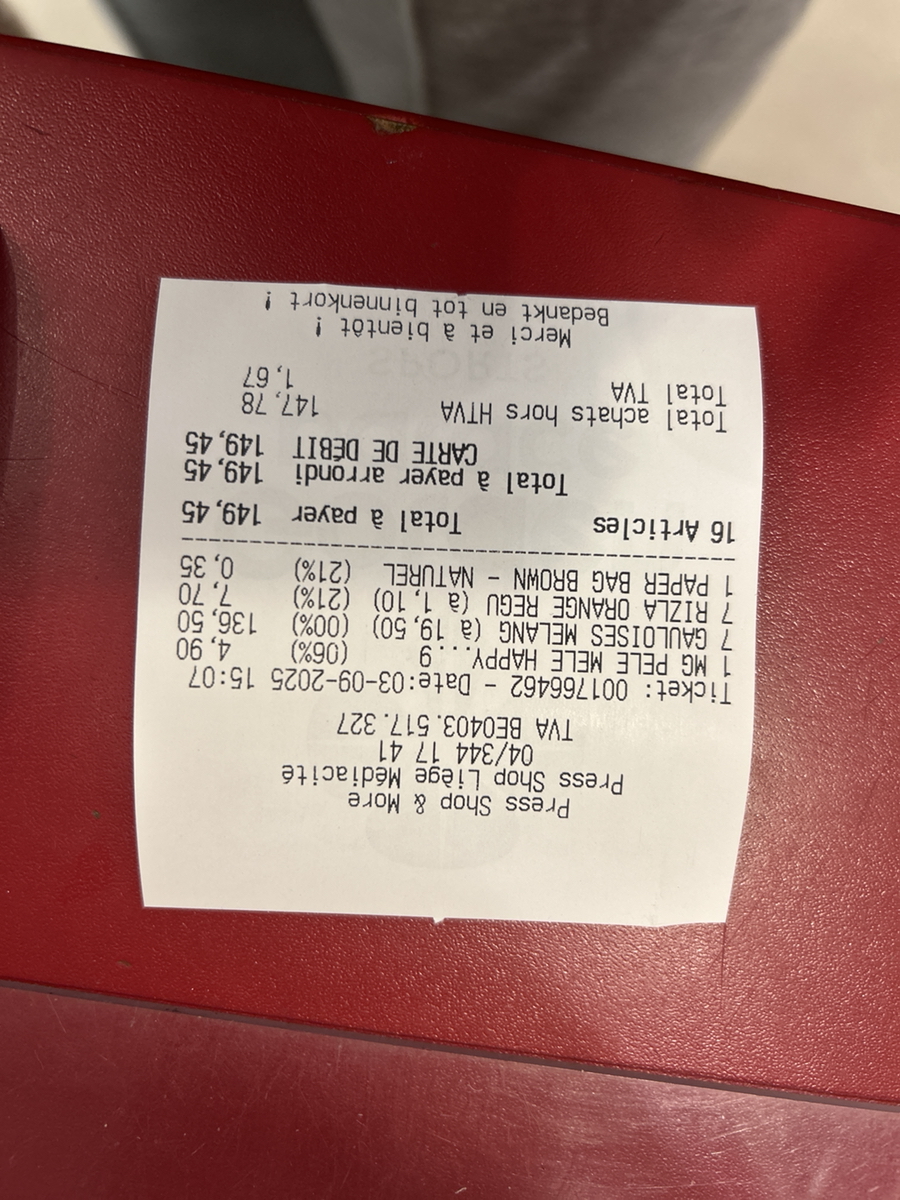 Press Shop & More
Press Shop Liège Médiacité
04/344 17 41
TVA BE0403.517.327
Ticket: 001766462 - Date:03-09-2025 15:07
1 MG PELE MELE HAPPY...9 (06%) 4,90
7 GAULOISES MELANG (à 19,50) (00%) 136,50
7 RIZLA ORANGE REGU (à 1,10) (21%) 7,70
1 PAPER BAG BROWN - NATUREL (21%) 0,35
16 Articles Total à payer 149,45
Total à payer arrondi 149,45
CARTE DE DÉBIT 149,45
Total achats hors HTVA 147,78
Total TVA 1,67
Merci et à bientôt !
Bedankt en tot binnenkort !